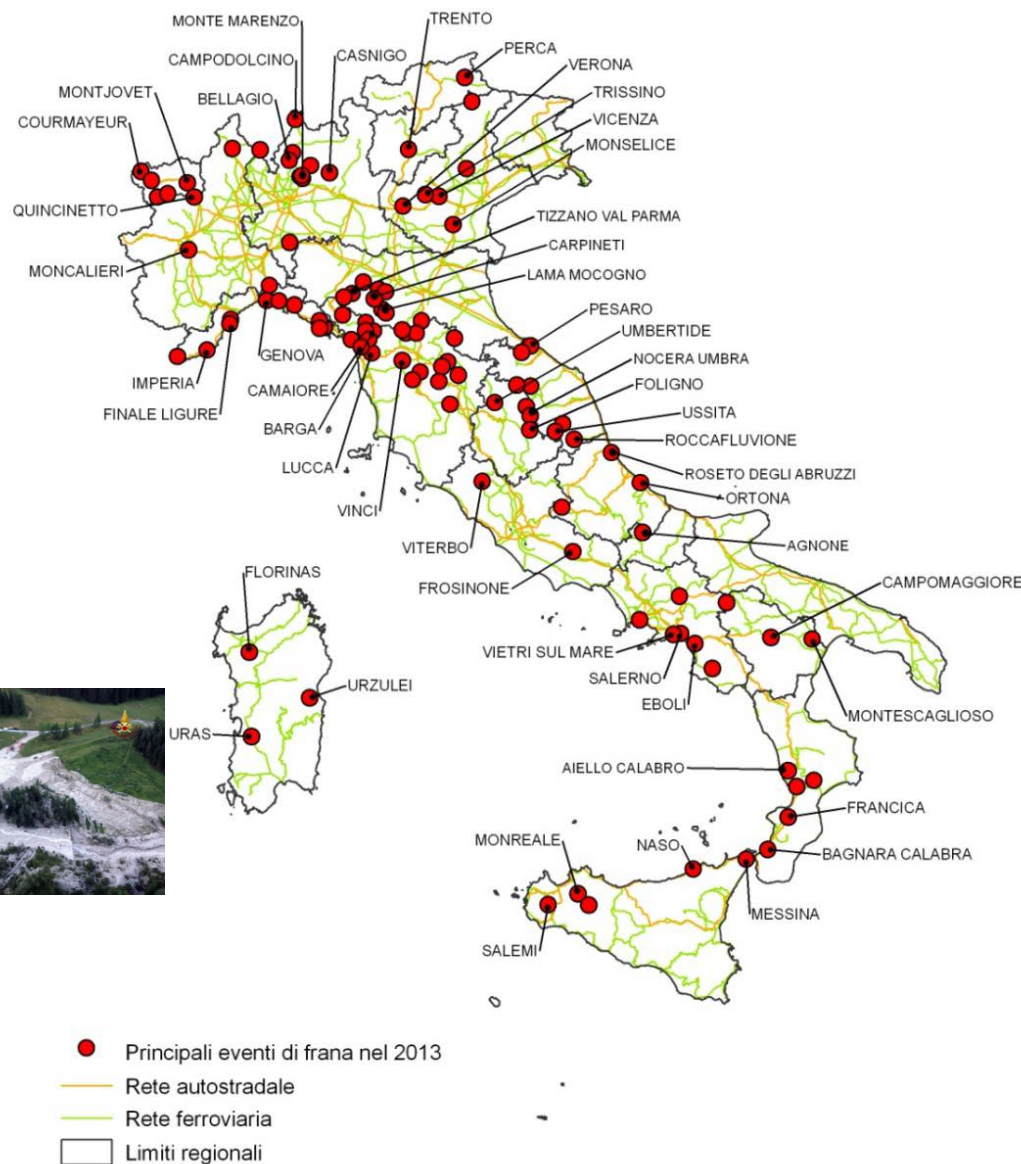 MONTE MARENZO
TRENTO
CAMPODOLCINO
CASNIGO
PERCA
VERONA
MONTJOVET
BELLAGIO
TRISSINO
COURMAYEUR
VICENZA
MONSELICE
QUINCINETTO
TIZZANO VAL PARMA
CARPINETI
MONCALIERI
LAMA MOCOGNO
PESARO
UMBERTIDE
GENOVA
NOCERA UMBRA
IMPERIA
CAMAIORE
FOLIGNO
FINALE LIGURE
USSITA
BARGA
ROCCAFLUVIONE
LUCCA
ROSETO DEGLI ABRUZZI
ORTONA
VINCI
VITERBO
AGNONE
FLORINAS
FROSINONE
CAMPOMAGGIORE
VIETRI SUL MARE
SALERNO
URZULEI
EBOLI
MONTESCAGLIOSO
URAS
AIELLO CALABRO
FRANCICA
MONREALE
NASO
BAGNARA CALABRA
MESSINA
SALEMI
Principali eventi di frana nel 2013
Rete autostradale
Rete ferroviaria
Limiti regionali